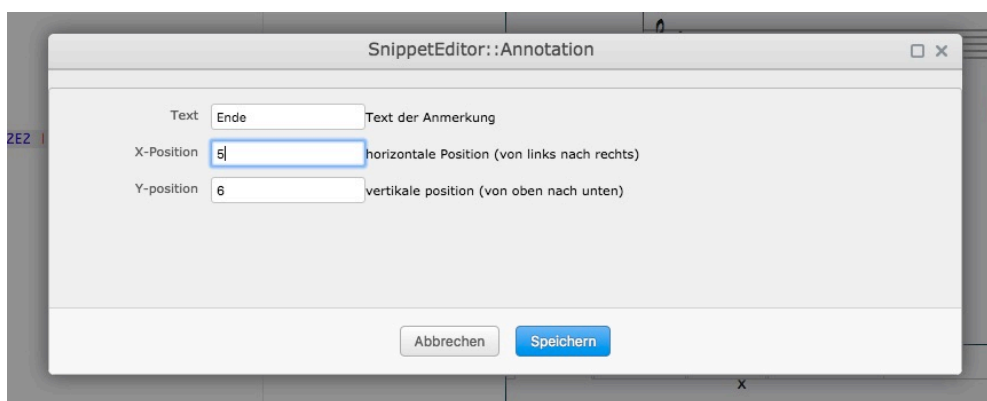 SnippetEditor::Annotation
2E2 |
Text Ende Text der Anmerkung
X-Position 5 horizontale Position (von links nach rechts)
Y-position 6 vertikale position (von oben nach unten)
Abbrechen Speichern
x